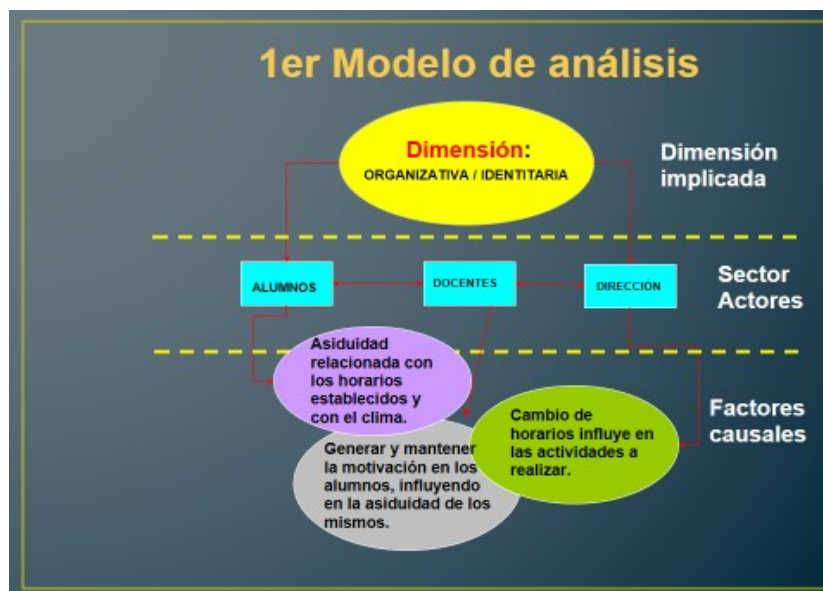 1er Modelo de análisis
Dimensión:
ORGANIZATIVA / IDENTITARIA
Dimensión
implicada
ALUMNOS
DOCENTES
DIRECCIÓN
Sector
Actores
Asiduidad
relacionada con
los horarios
establecidos y
con el clima.
Generar y mantener
la motivación en los
alumnos, influyendo
en la asiduidad de los
mismos.
Cambio de
horarios influye en
las actividades a
realizar.
Factores
causales